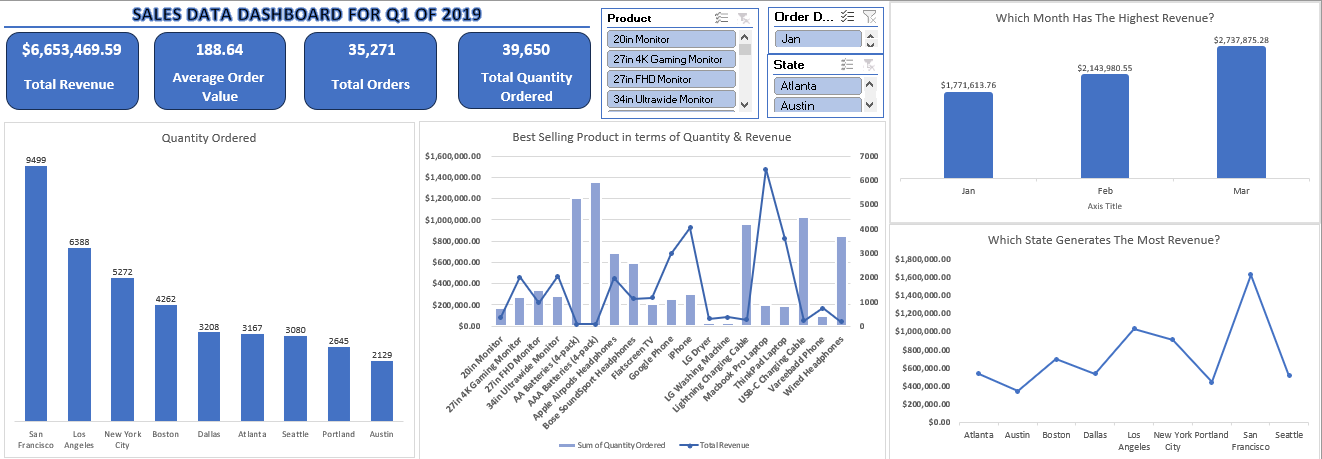 SALES DATA DASHBOARD FOR Q1 OF 2019
$6,653,469.59
Total Revenue
188.64
Average Order
Value
35,271
Total Orders
39,650
Total Quantity
Ordered
Product
20in Monitor
27in 4K Gaming Monitor
27in FHD Monitor
34in Ultrawide Monitor
Order D...
Jan
State
Atlanta
Austin
Which Month Has The Highest Revenue?
$1,771,613.76
$2,143,980.55
$2,737,875.28
Jan
Feb
Mar
Axis Title
Quantity Ordered
9499
6388
5272
4262
3208
3167
3080
2645
2129
San
Francisco
Los
Angeles
New York
City
Boston
Dallas
Atlanta
Seattle
Portland
Austin
Best Selling Product in terms of Quantity & Revenue
$1,600,000.00
$1,400,000.00
$1,200,000.00
$1,000,000.00
$800,000.00
$600,000.00
$400,000.00
$200,000.00
$0.00
7000
6000
5000
4000
3000
2000
1000
0
20in Monitor
27in 4K Gaming Monitor
27in FHD Monitor
34in Ultrawide Monitor
AA Batteries (4-pack)
AAA Batteries (4-pack)
Apple Airpods Headphones
Bose SoundSport Headphones
Flatscreen TV
Google Phone
iPhone
LG Dryer
LG Washing Machine
Lightning Charging Cable
Macbook Pro Laptop
ThinkPad Laptop
USB-C Charging Cable
Vareebadd Phone
Wired Headphones
Sum of Quantity Ordered
Total Revenue
Which State Generates The Most Revenue?
$1,800,000.00
$1,600,000.00
$1,400,000.00
$1,200,000.00
$1,000,000.00
$800,000.00
$600,000.00
$400,000.00
$200,000.00
$0.00
Atlanta
Austin
Boston
Dallas
Los
Angeles
New York
City
Portland
San
Francisco
Seattle